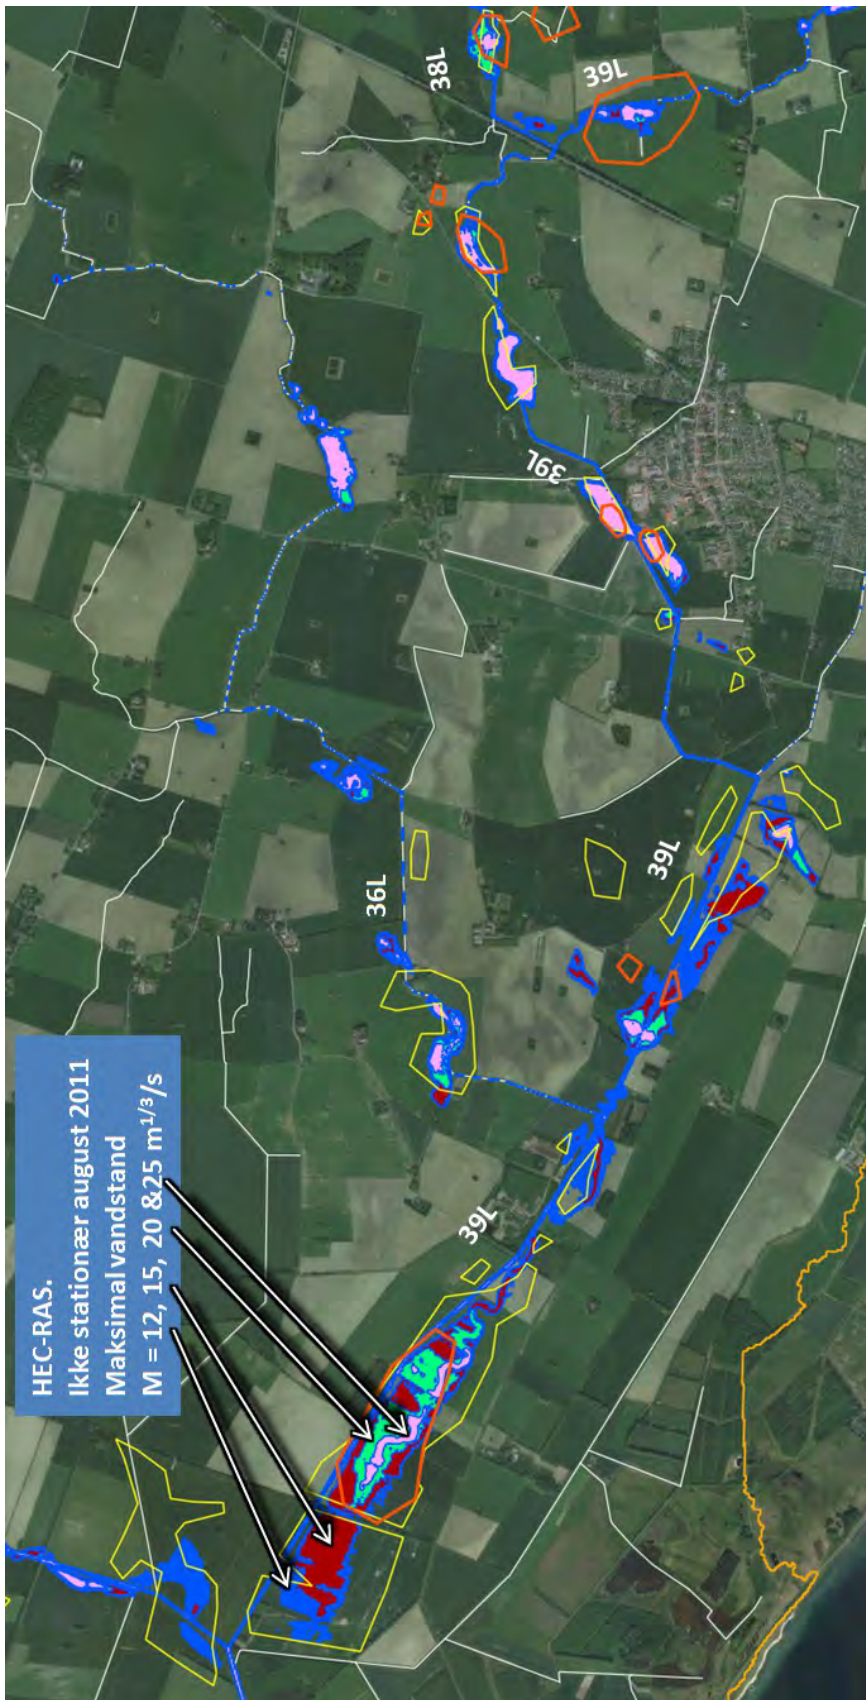 HEC-RAS.
Ikke stationær august 2011
Maksimal vandstand
M = 12, 15, 20 &25 m^1/3/s
38L
39L
39L
36L
39L
39L